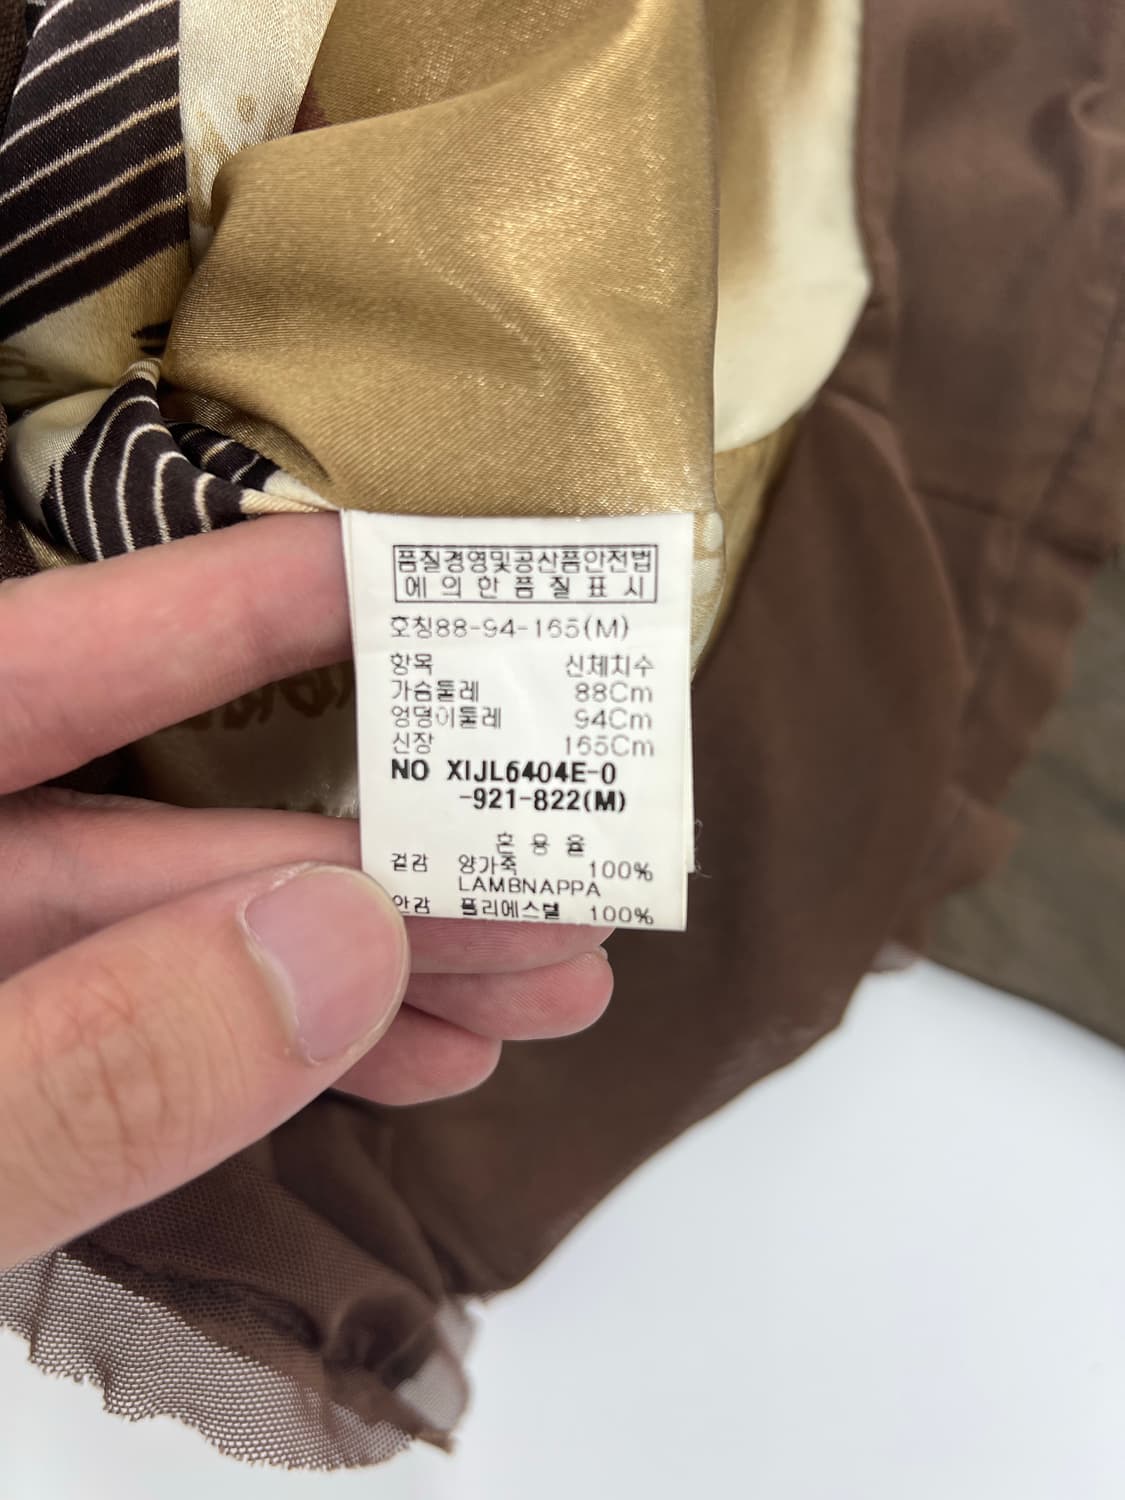 품질경영및공산품안전법
에 의 한 품 질 표 시
호칭88-94-165(M)
항목 신체치수
가슴둘레 88Cm
엉덩이둘레 94Cm
신장 165Cm
NO XIJL6404E-0
-921-822(M)
혼 용 율
겉감 양가죽 100%
LAMBNAPPA
안감 폴리에스텔 100%